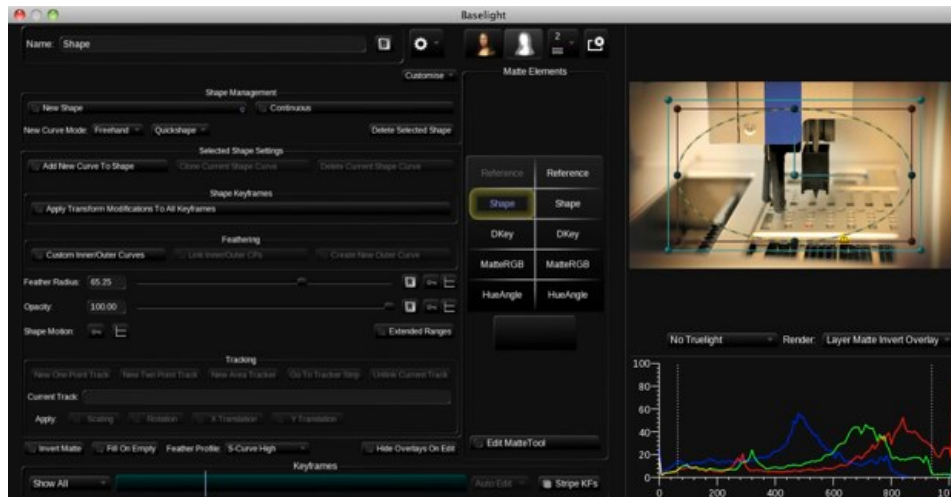 Baselight
Name: Shape
2
Customise
Matte Elements
Shape Management
New Shape
Continuous
New Curve Mode: Freehand Quickshape Delete Selected Shape
Selected Shape Settings
Add New Curve To Shape Clone Current Shape Curve Delete Current Shape Curve
Shape Keyframes
Apply Transform Modifications To All Keyframes
Feathering
Custom Inner/Outer Curves Link Inner/Outer CPs Create New Outer Curve
Feather Radius: 65.25
Opacity: 100.00
Shape Motion: Extended Ranges
Tracking
New One Point Track New Two Point Track New Area Tracker Go To Tracker Strip Unlink Current Track
Current Track:
Apply: Scaling Rotation X Translation Y Translation
Invert Matte Fill On Empty Feather Profile: S-Curve High Hide Overlays On Edit
Keyframes
Show All Auto Edit Stripe KFs
Reference Reference
Shape Shape
DKey DKey
MatteRGB MatteRGB
HueAngle HueAngle
Edit MatteTool
No Truelight Render: Layer Matte Invert Overlay
100
80
60
40
20
0
0 200 400 600 800